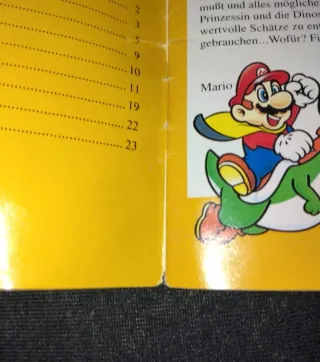 2
3
5
9
10
11
19
22
23
mußt und alles mögliche
Prinzessin und die Dinos
wertvolle Schätze zu
gebrauchen...Wofür? Fi
Mario